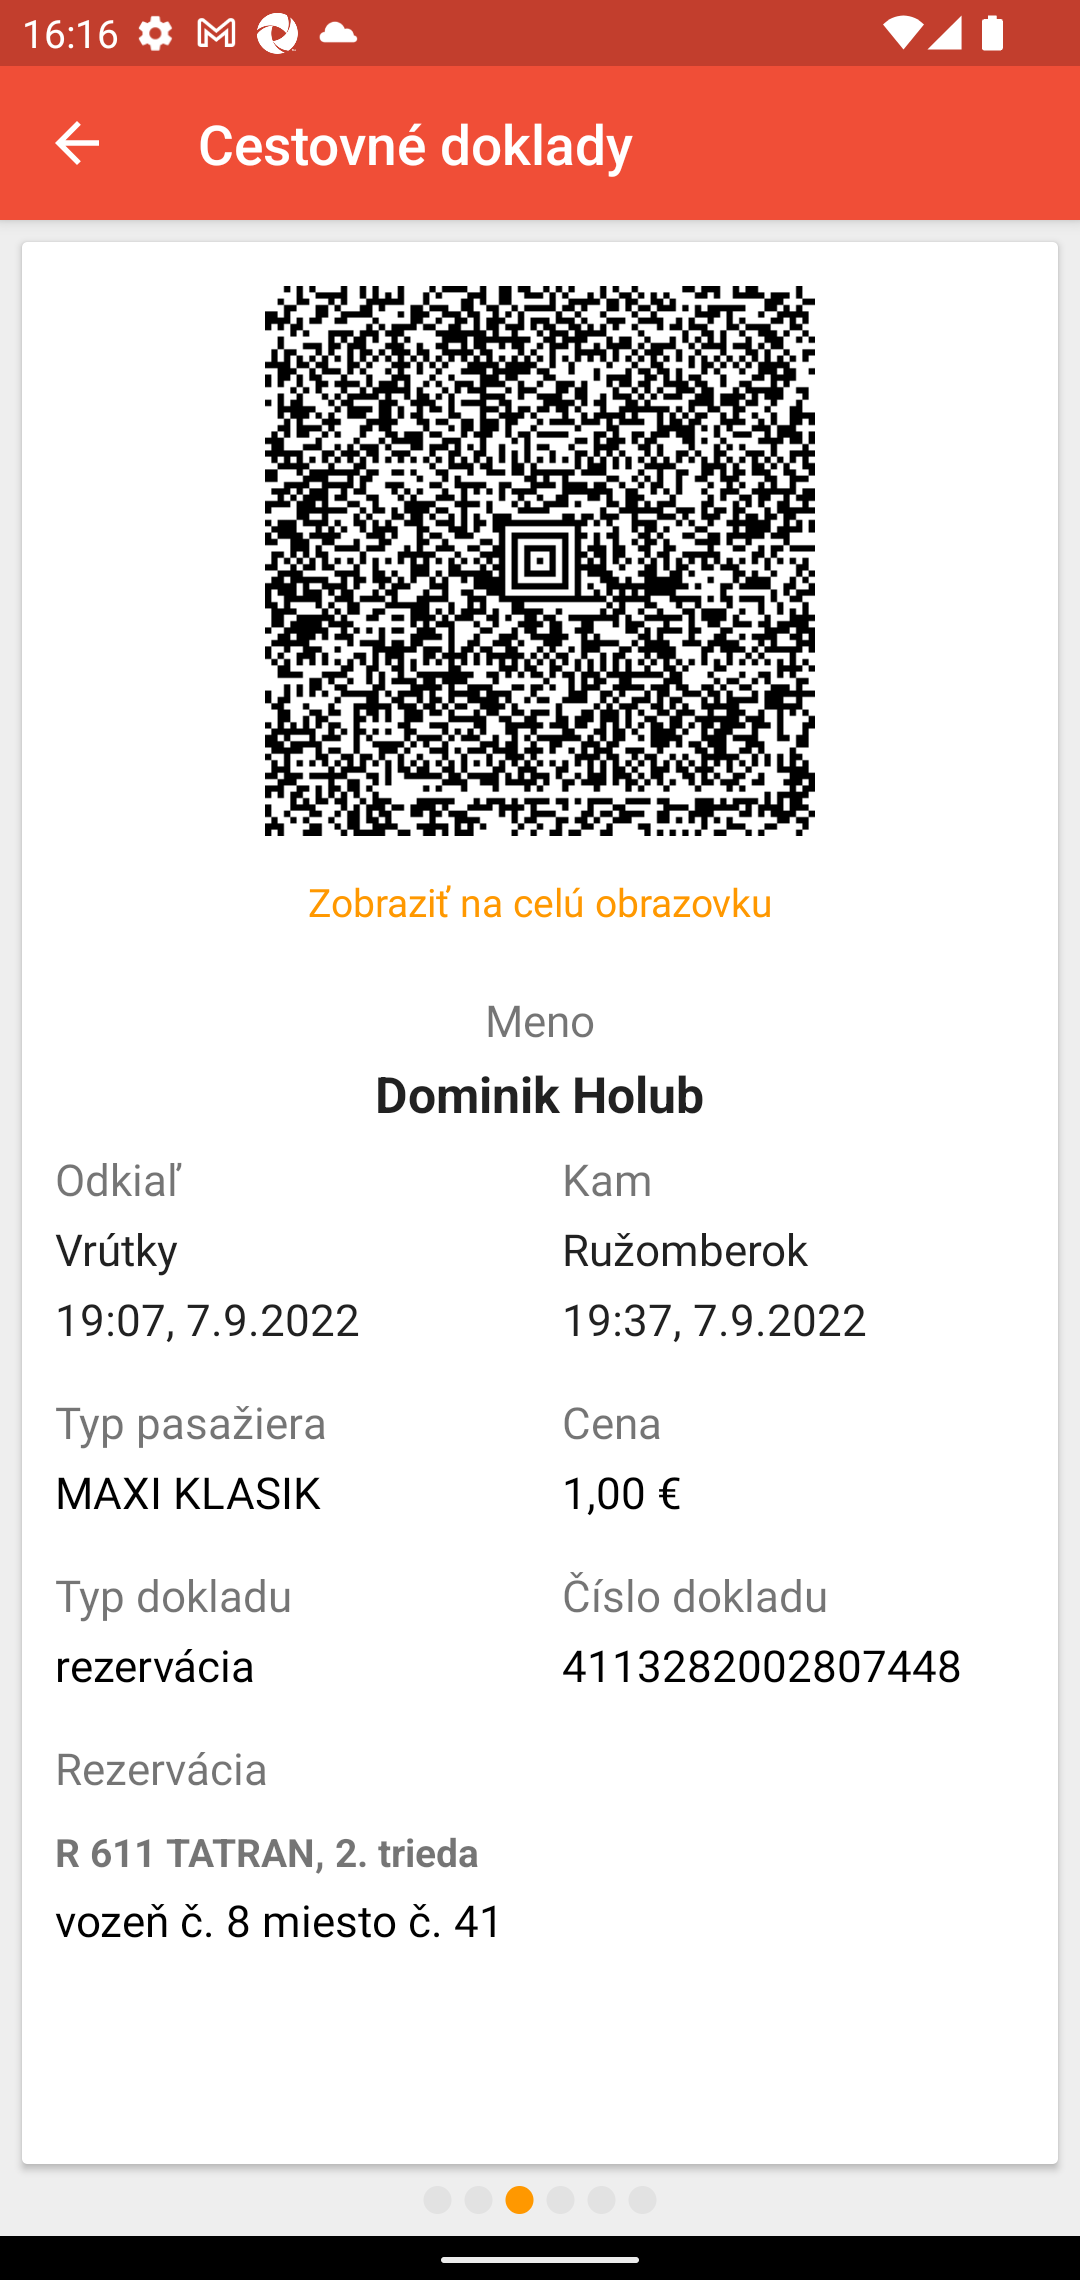 16:16
Cestovné doklady
Zobraziť na celú obrazovku
Meno
Dominik Holub
Odkiaľ
Kam
Vrútky
Ružomberok
19:07, 7.9.2022
19:37, 7.9.2022
Typ pasažiera
Cena
MAXI KLASIK
1,00 €
Typ dokladu
Číslo dokladu
rezervácia
4113282002807448
Rezervácia
R 611 TATRAN, 2. trieda
vozeň č. 8 miesto č. 41